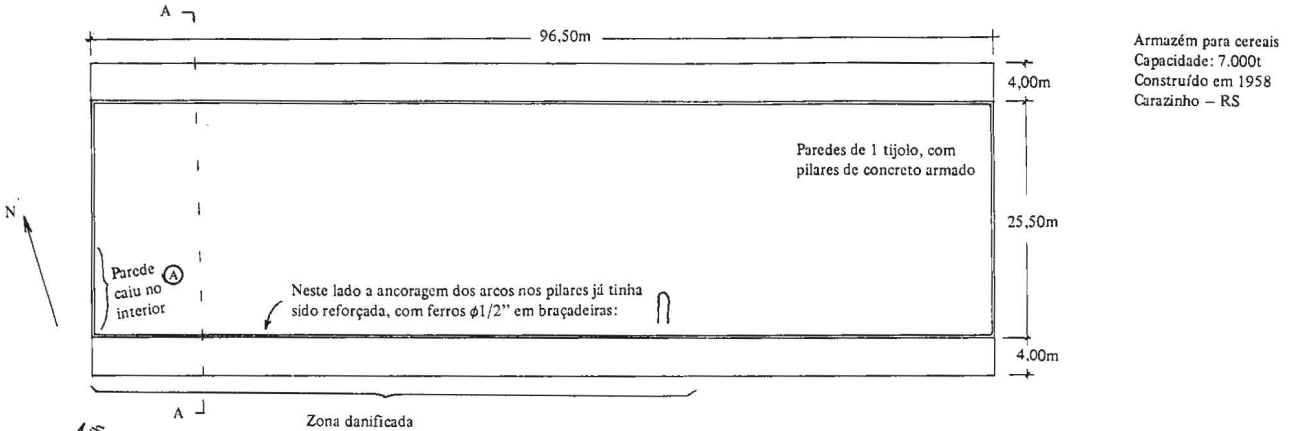 A
96,50m
Armazém para cereais
Capacidade: 7.000t
Construído em 1958
Carazinho – RS
4,00m
Paredes de 1 tijolo, com
pilares de concreto armado
N
25,50m
Parede A
caiu no
interior
Neste lado a ancoragem dos arcos nos pilares já tinha
sido reforçada, com ferros ϕ1/2” em braçadeiras:
4,00m
A
Zona danificada